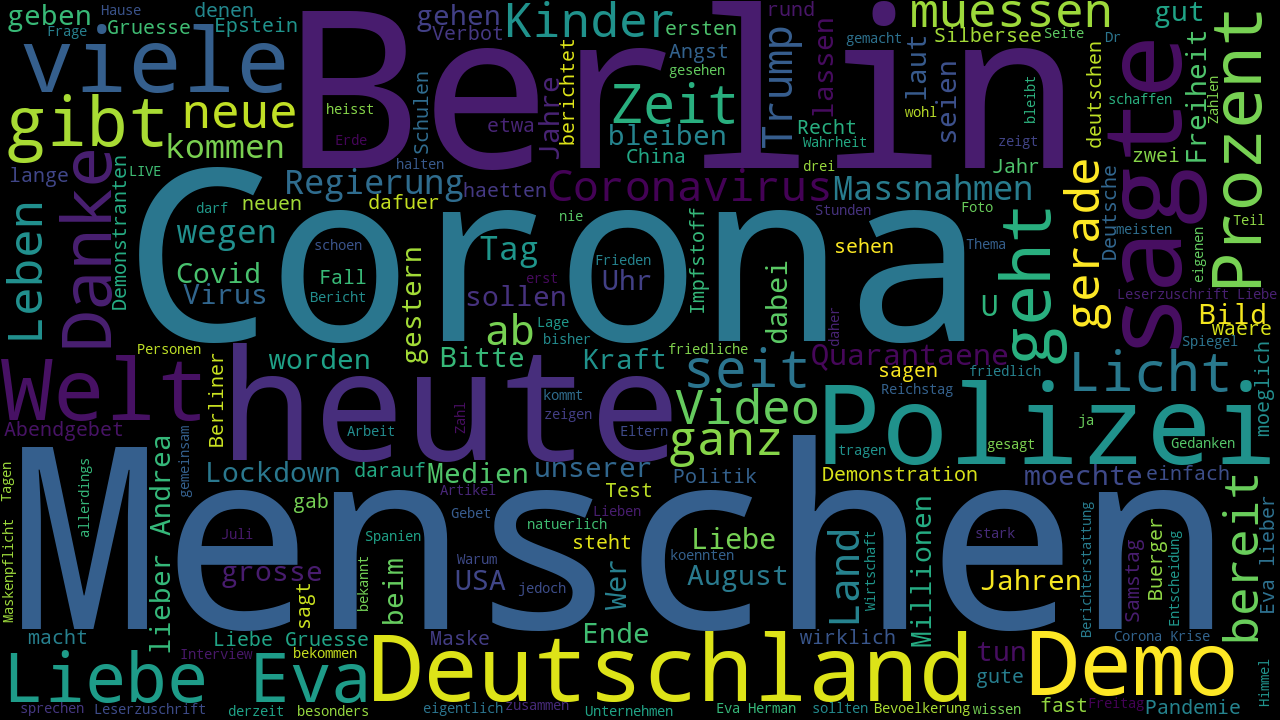 geben
Hause
denen
Frage
Gruesse
Epstein
gehen
Verbot
Kinder
ersten
rund
gemacht
muessen
Silbersee
Seite
gut
Dr
viele
Berlin
Angst
gesehen
Trump
lassen
laut
seien
deutschen
sagte
Freiheit
Zahlen
Prozent
gibt
neue
kommen
heisst
Erde
Schulen
halten
etwa
Jahre
berichtet
Zeit
bleiben
China
Recht
Wahrheit
drei
wohl
bleibt
zeigt
Jahr
schaffen
zwei
lange
Danke
Demonstranten
LIVE
Regierung
haetten
Coronavirus
Massnahmen
darf
neuen
dafuer
nie
Stunden
Foto
geht
gerade
Deutsche
meisten
Teil
eigenen
Leben
wegen
Corona
schoen
Tag
Impfstoff
Frieden
sehen
Thema
Covid
Fall
Virus
Bericht
gestern
erst
sollen
Uhr
dabei
daher
U
Leserzuschrift Liebe
Bild
waere
Spiegel
ab
Lage
bisher
Personen
worden
Bitte
Kraft
friedliche
Quarantaene
friedlich
sagen
moeglich
Welt
heute
Berliner
seit
Licht
Reichstag
kommt
zeigen
Zahl
Video
Polizei
Abendgebet
Arbeit
Eltern
ganz
tragen
gesagt
ja
Gedanken
Tagen
allerdings
lieber Andrea
gemeinsam
Lockdown
darauf
Medien
unserer
Politik
Demonstration
moechte
einfach
bereit
Menschen
gab
Artikel
Test
Gebet
Lieben
natuerlich
Juli
Spanien
steht
koennten
Millionen
stark
Berichterstattung
Samstag
Buerger
Entscheidung
Eva lieber
Maskenpflicht
Warum
Liebe
Land
wirtschaft
grosse
sagt
bekannt
beim
USA
jedoch
Wer
August
Jahren
macht
Liebe Gruesse
Maske
Ende
wirklich
Corona Krise
Interview
bekommen
tun
Liebe Eva
Deutschland
gute
Demo
Himmel
sprechen
Leserzuschrift
derzeit
besonders
eigentlich
zusammen
Unternehmen
Eva Herman
sollten
Bevoelkerung
wissen
fast
Freitag
Pandemie